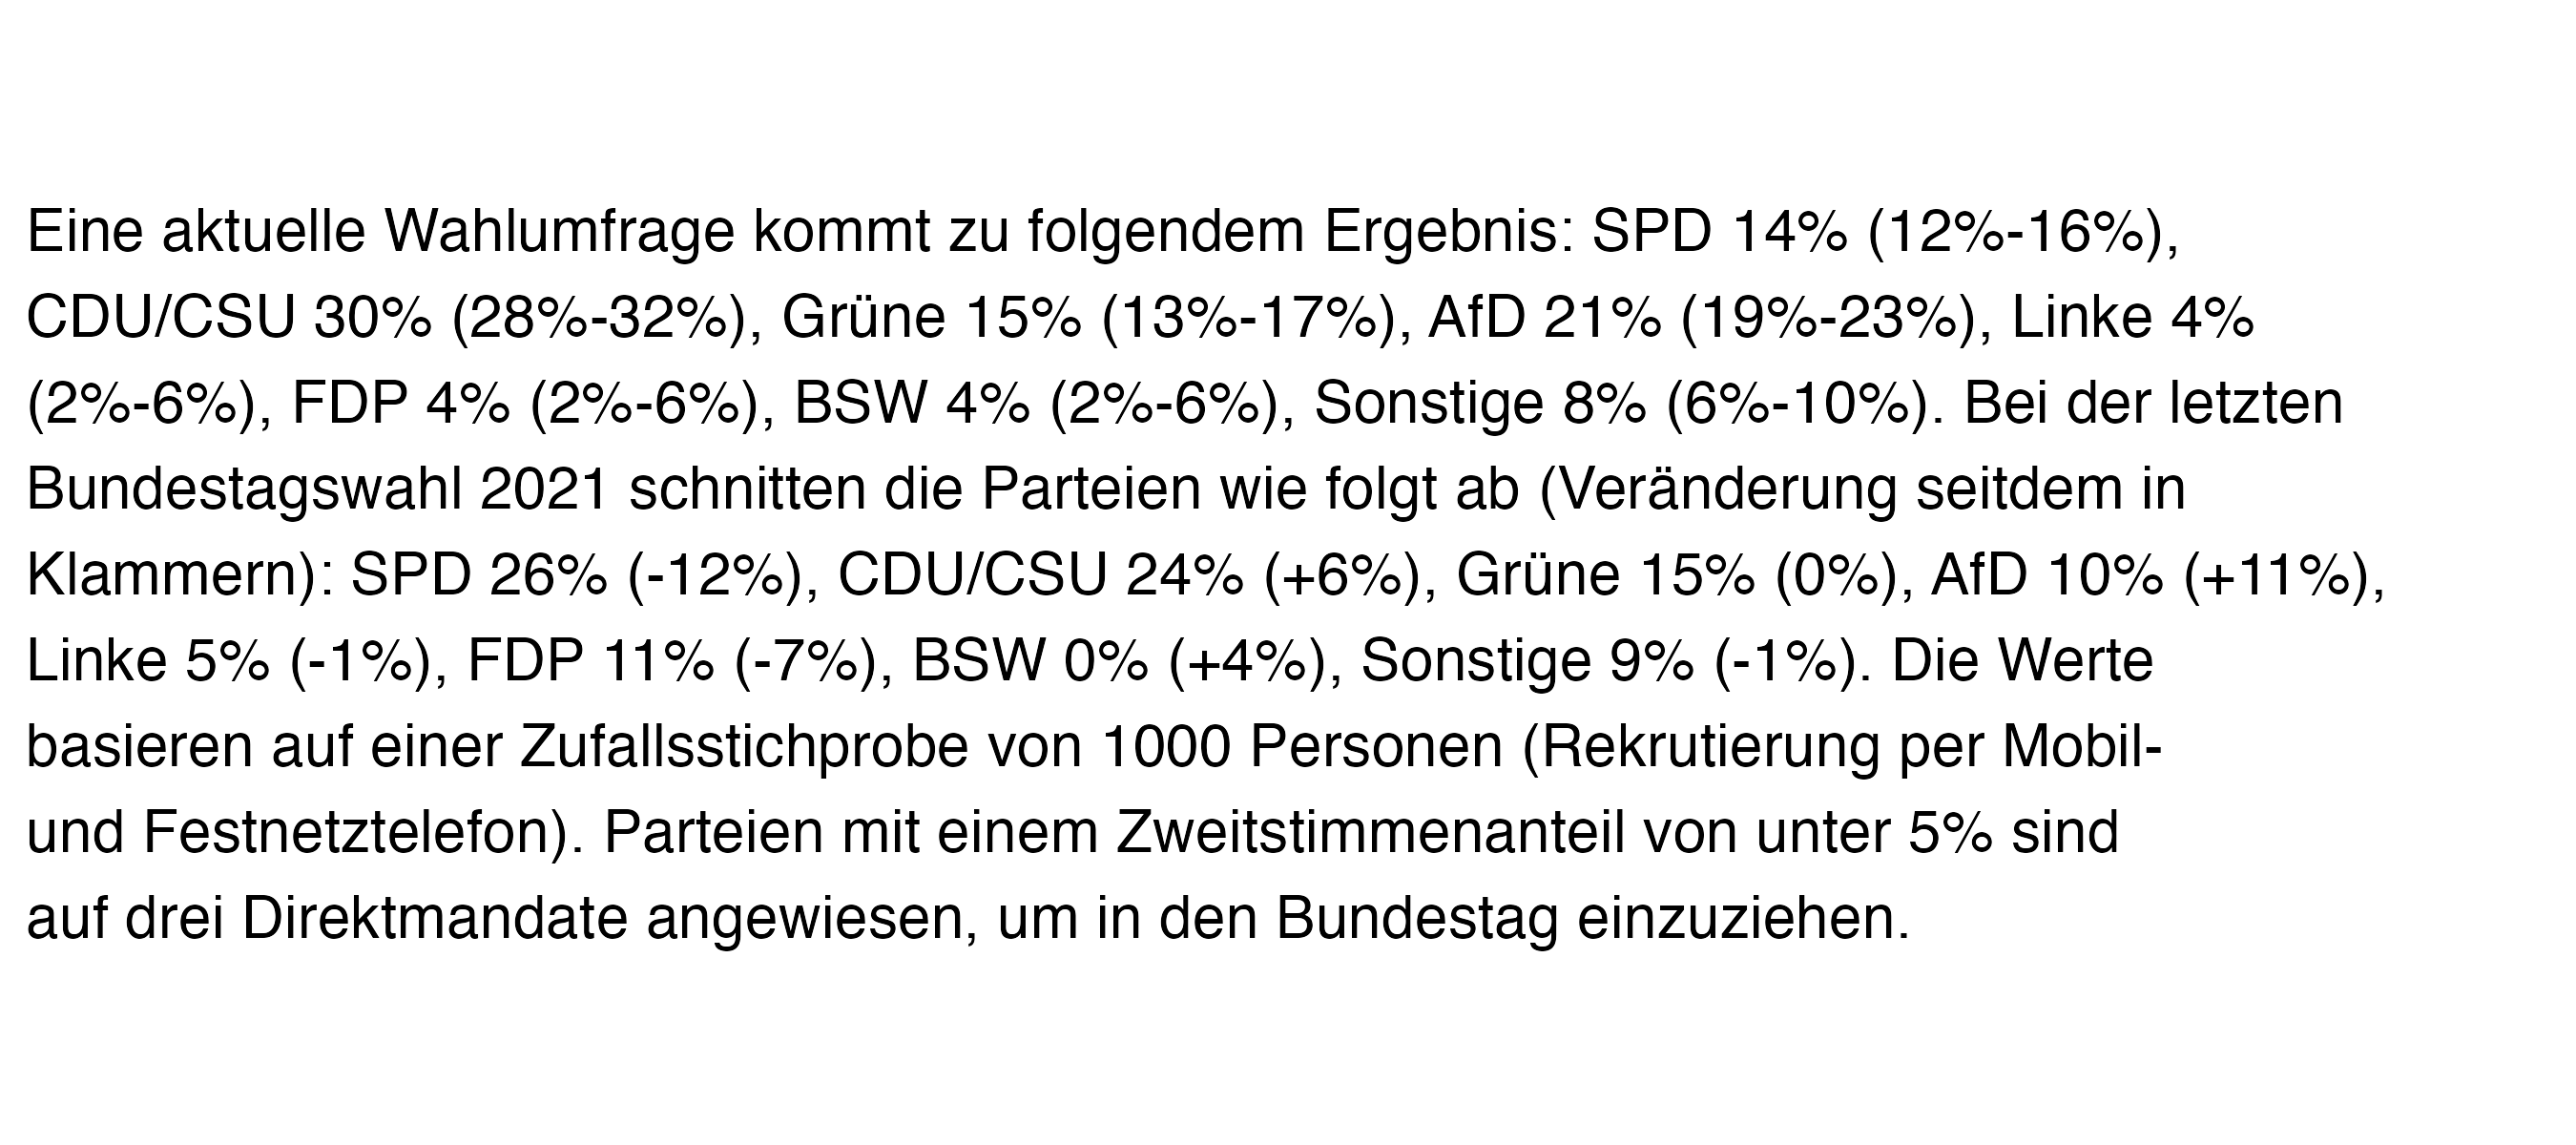 Eine aktuelle Wahlumfrage kommt zu folgendem Ergebnis: SPD 14% (12%-16%),
CDU/CSU 30% (28%-32%), Grüne 15% (13%-17%), AfD 21% (19%-23%), Linke 4%
(2%-6%), FDP 4% (2%-6%), BSW 4% (2%-6%), Sonstige 8% (6%-10%). Bei der letzten
Bundestagswahl 2021 schnitten die Parteien wie folgt ab (Veränderung seitdem in
Klammern): SPD 26% (-12%), CDU/CSU 24% (+6%), Grüne 15% (0%), AfD 10% (+11%),
Linke 5% (-1%), FDP 11% (-7%), BSW 0% (+4%), Sonstige 9% (-1%). Die Werte
basieren auf einer Zufallsstichprobe von 1000 Personen (Rekrutierung per Mobil-
und Festnetztelefon). Parteien mit einem Zweitstimmenanteil von unter 5% sind
auf drei Direktmandate angewiesen, um in den Bundestag einzuziehen.